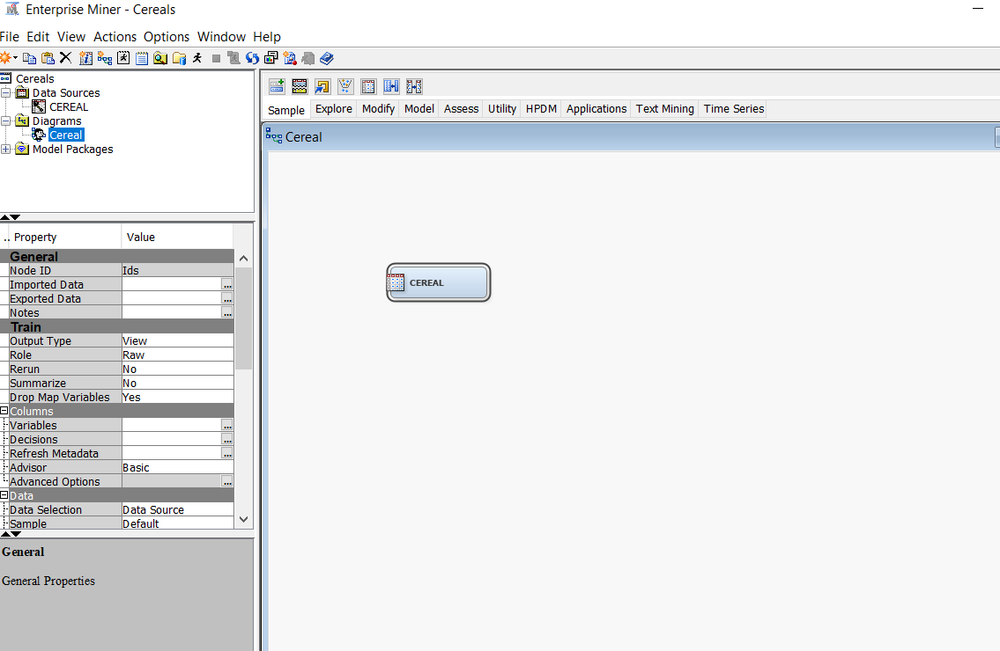 Enterprise Miner - Cereals
File Edit View Actions Options Window Help
Cereals
Data Sources
CEREAL
Diagrams
Cereal
Model Packages
.. Property Value
General
Node ID Ids
Imported Data ...
Exported Data ...
Notes ...
Train
Output Type View
Role Raw
Rerun No
Summarize No
Drop Map Variables Yes
Columns
Variables ...
Decisions ...
Refresh Metadata ...
Advisor Basic
Advanced Options ...
Data
Data Selection Data Source
Sample Default
General
General Properties
Sample Explore Modify Model Assess Utility HPDM Applications Text Mining Time Series
Cereal
CEREAL